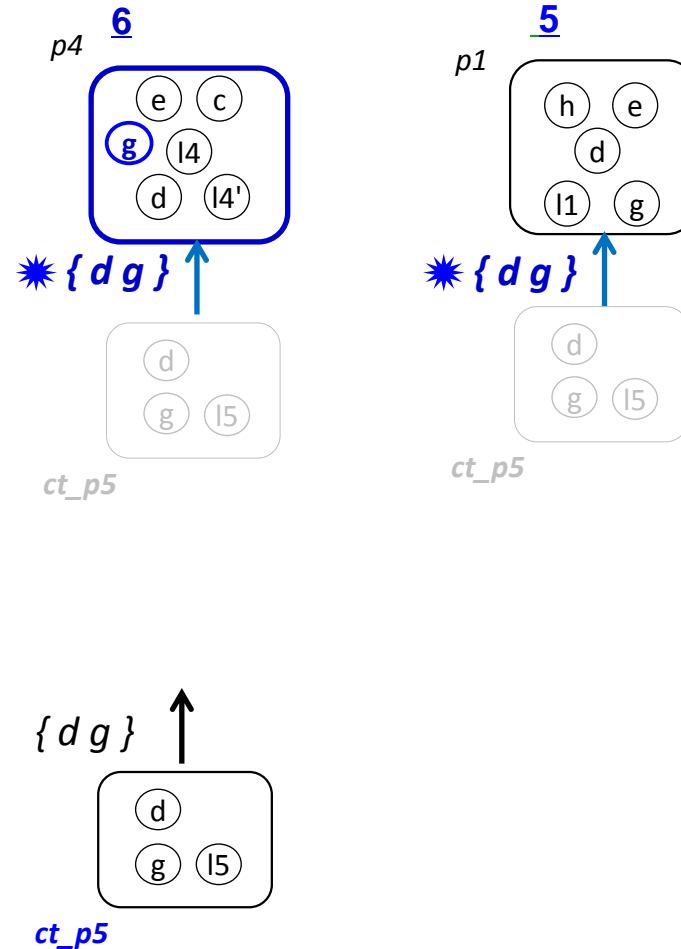 6
p4
e c
g l4
d l4'
{ d g }
d
g l5
ct_p5
5
p1
h e
d
l1 g
{ d g }
d
g l5
ct_p5
{ d g }
d
g l5
ct_p5